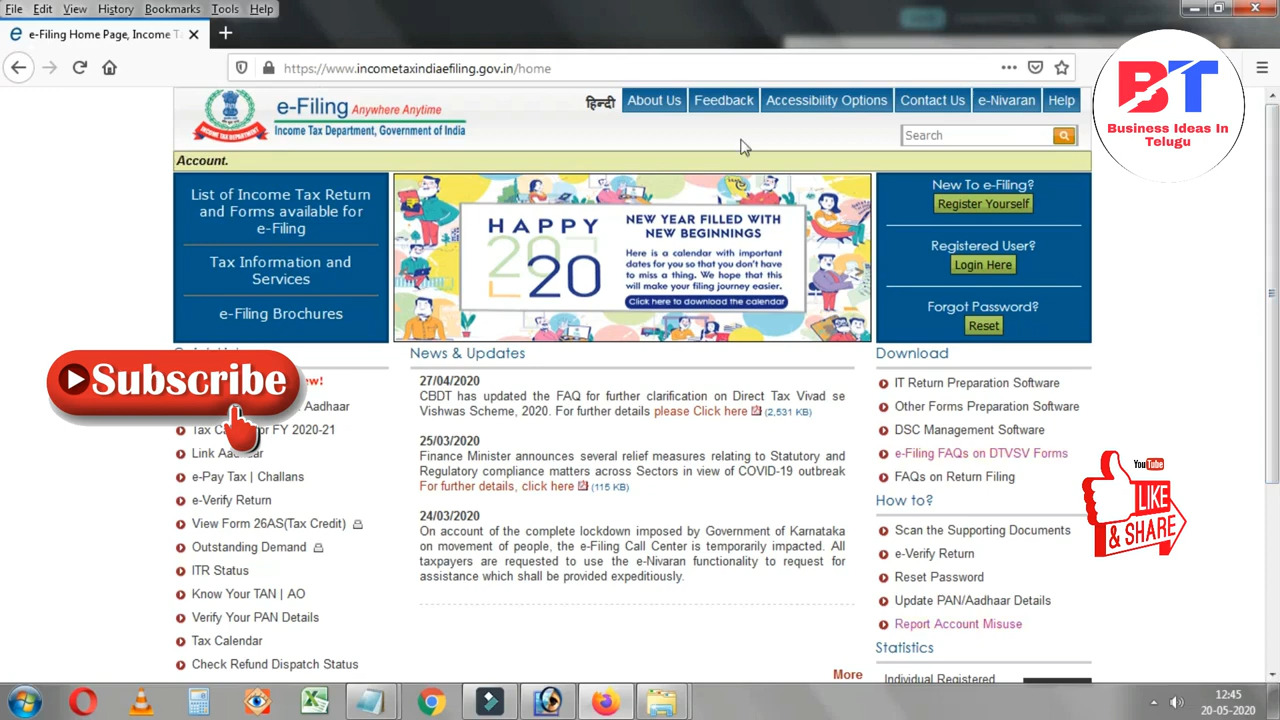 File Edit View History Bookmarks Tools Help
e-Filing Home Page, Income T
https://www.incometaxindiaefiling.gov.in/home
BT
Business Ideas In
Telugu
e-Filing Anywhere Anytime
Income Tax Department, Government of India
हिन्दी About Us Feedback Accessibility Options Contact Us e-Nivaran Help
Search
Account.
List of Income Tax Return
and Forms available for
e-Filing
Tax Information and
Services
e-Filing Brochures
HAPPY
2020
NEW YEAR FILLED WITH
NEW BEGINNINGS
Here is a calendar with important
dates for you so that you don't have
to miss a thing. We hope that this
will make your filing journey easier.
Click here to download the calendar
New To e-Filing?
Register Yourself
Registered User?
Login Here
Forgot Password?
Reset
Subscribe
Aadhaar
FY 2020-21
Link
e-Pay Tax | Challans
e-Verify Return
View Form 26AS(Tax Credit)
Outstanding Demand
ITR Status
Know Your TAN | AO
Verify Your PAN Details
Tax Calendar
Check Refund Dispatch Status
News & Updates
27/04/2020
CBDT has updated the FAQ for further clarification on Direct Tax Vivad se
Vishwas Scheme, 2020. For further details please Click here (2,531 KB)
25/03/2020
Finance Minister announces several relief measures relating to Statutory and
Regulatory compliance matters across Sectors in view of COVID-19 outbreak
For further details, click here (115 KB)
24/03/2020
On account of the complete lockdown imposed by Government of Karnataka
on movement of people, the e-Filing Call Center is temporarily impacted. All
taxpayers are requested to use the e-Nivaran functionality to request for
assistance which shall be provided expeditiously.
More
Download
IT Return Preparation Software
Other Forms Preparation Software
DSC Management Software
e-Filing FAQs on DTVSV Forms
FAQs on Return Filing
How to?
Scan the Supporting Documents
e-Verify Return
Reset Password
Update PAN/Aadhaar Details
Report Account Misuse
Statistics
Individual Registered
YouTube
LIKE
& SHARE
12:45
20-05-2020